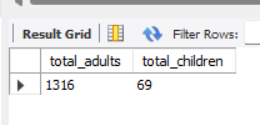 Result Grid Filter Rows:
total_adults total_children
1316 69